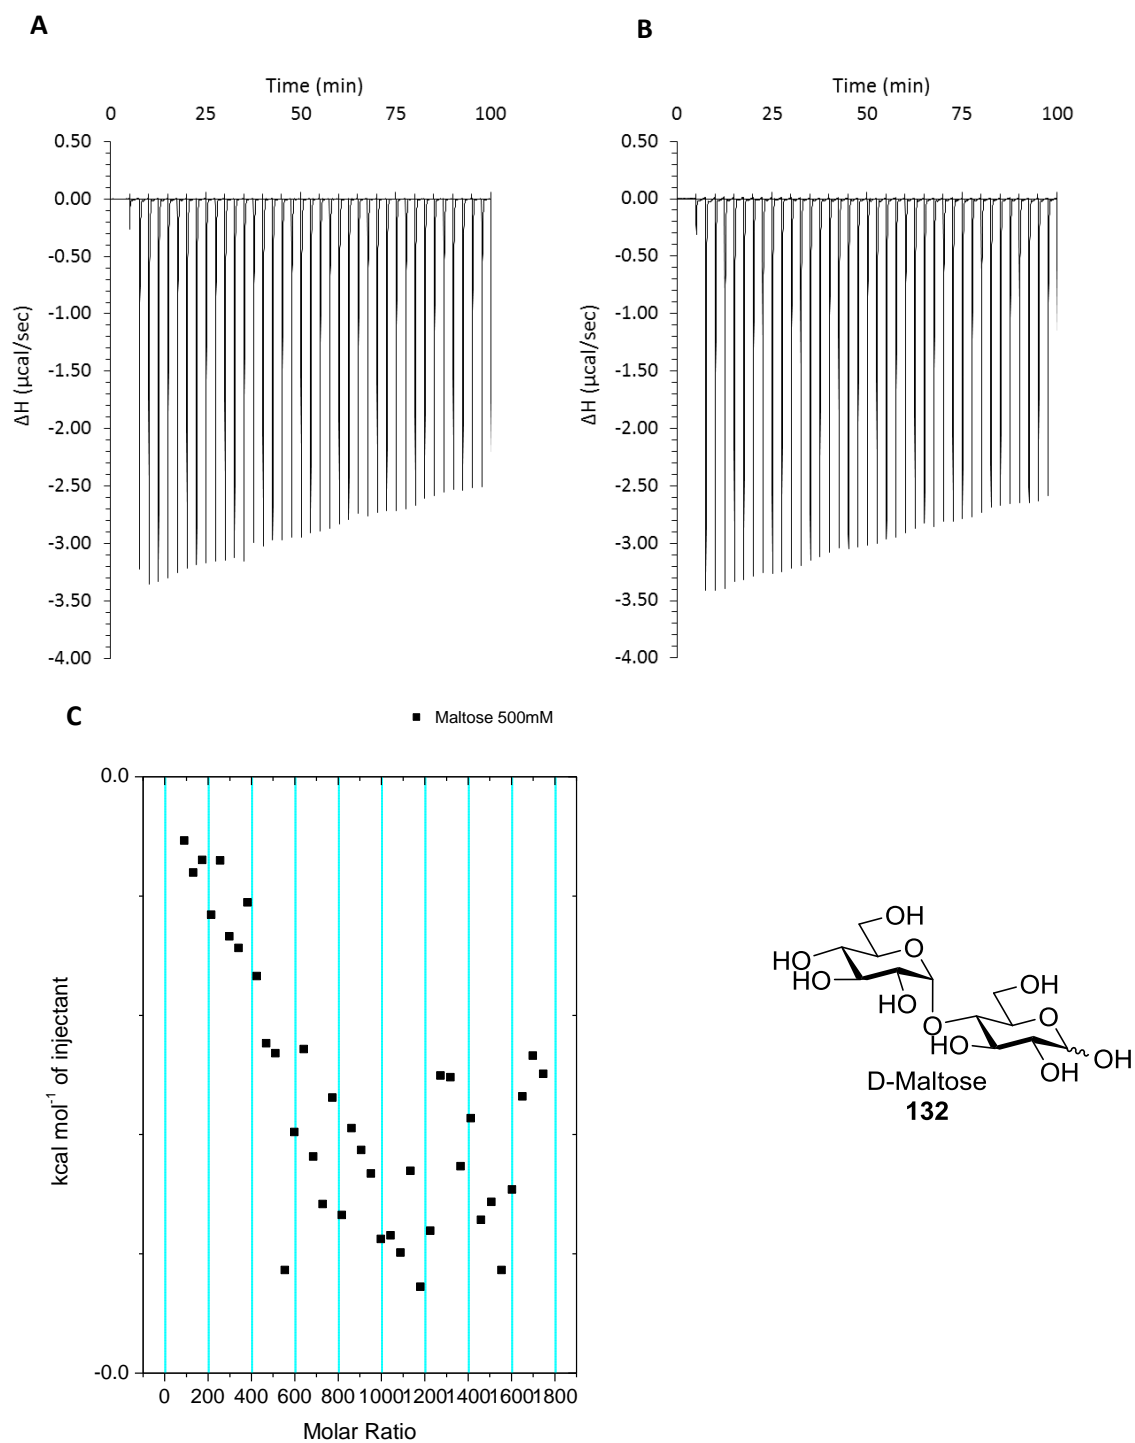 A
B
Time (min)
0 25 50 75 100
0.50
0.00
-0.50
-1.00
-1.50
-2.00
-2.50
-3.00
-3.50
-4.00
ΔH (μcal/sec)
Time (min)
0 25 50 75 100
0.50
0.00
-0.50
-1.00
-1.50
-2.00
-2.50
-3.00
-3.50
-4.00
ΔH (μcal/sec)
C
Maltose 500mM
0.0
-0.0
kcal mol⁻¹ of injectant
0 200 400 600 800 1000 1200 1400 1600 1800
Molar Ratio
OH
O
HO
HO
HO
OH
O
O
HO
OH
OH
D-Maltose
132